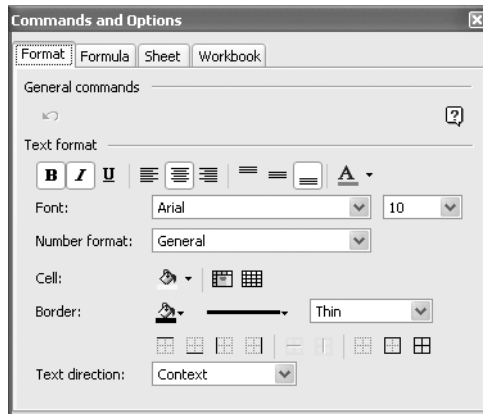 Commands and Options
Format Formula Sheet Workbook
General commands
Text format
B I U A
Font: Arial 10
Number format: General
Cell:
Border: Thin
Text direction: Context